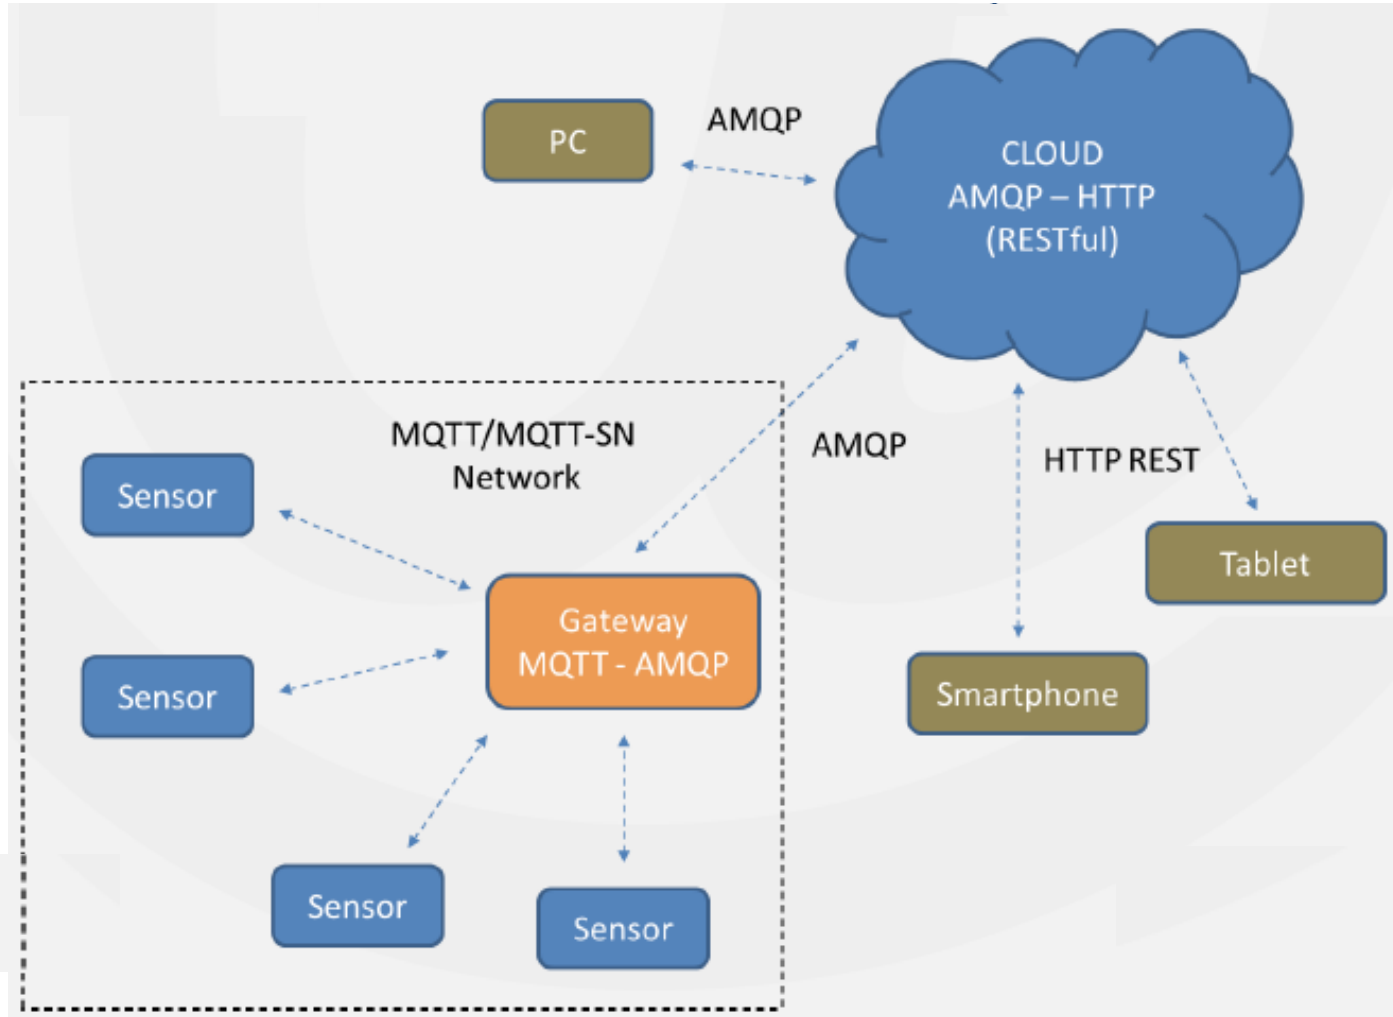 PC
AMQP
CLOUD
AMQP – HTTP
(RESTful)
MQTT/MQTT-SN
Network
AMQP
HTTP REST
Sensor
Tablet
Gateway
MQTT - AMQP
Sensor
Smartphone
Sensor
Sensor